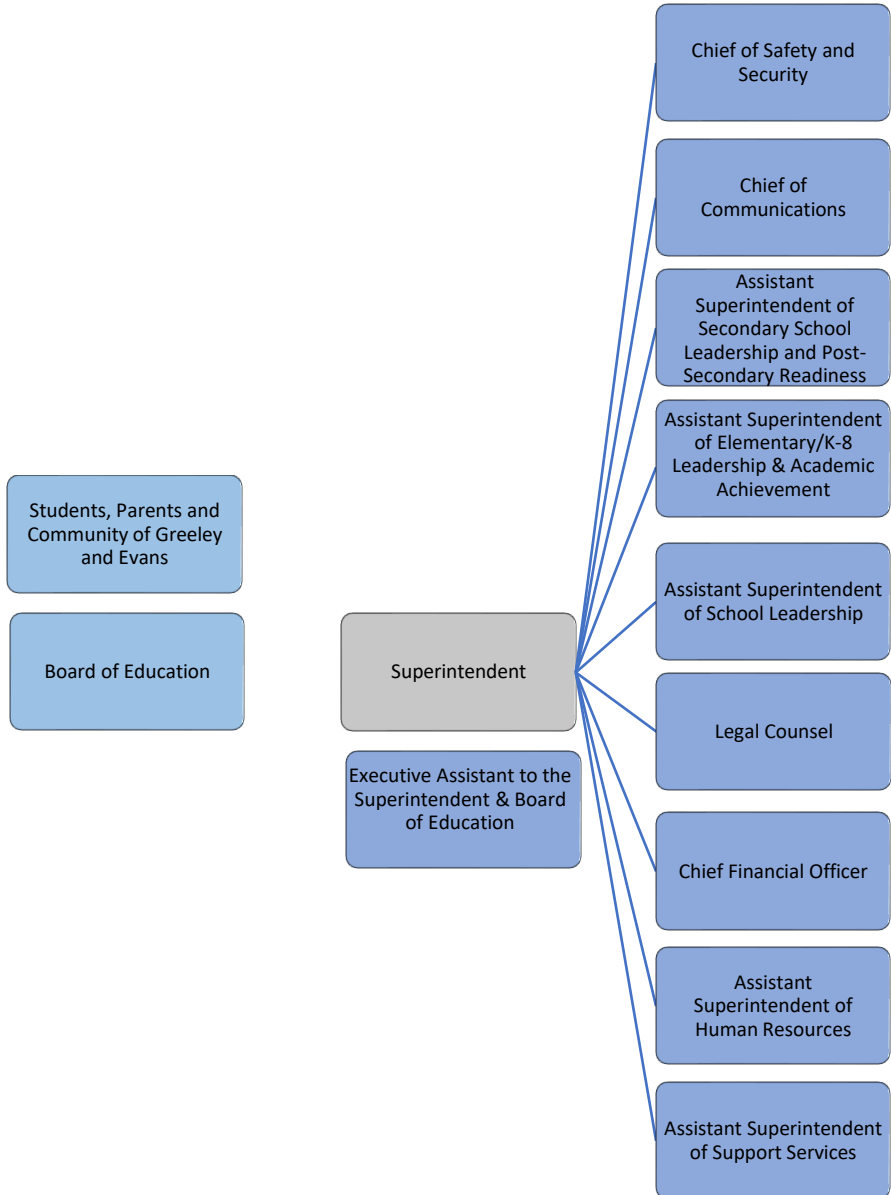 Students, Parents and
Community of Greeley
and Evans
Board of Education
Superintendent
Executive Assistant to the
Superintendent & Board
of Education
Chief of Safety and
Security
Chief of
Communications
Assistant
Superintendent of
Secondary School
Leadership and Post-
Secondary Readiness
Assistant Superintendent
of Elementary/K-8
Leadership & Academic
Achievement
Assistant Superintendent
of School Leadership
Legal Counsel
Chief Financial Officer
Assistant
Superintendent of
Human Resources
Assistant Superintendent
of Support Services